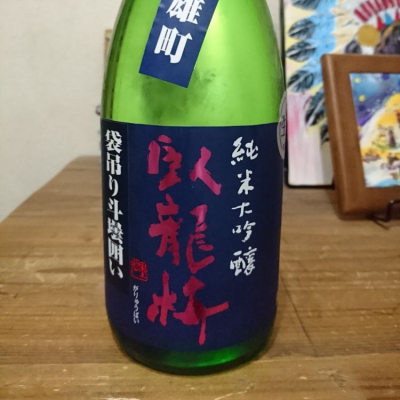 雄町
純米大吟醸
臥龍梅
がりゅうばい
袋吊り斗壜囲い